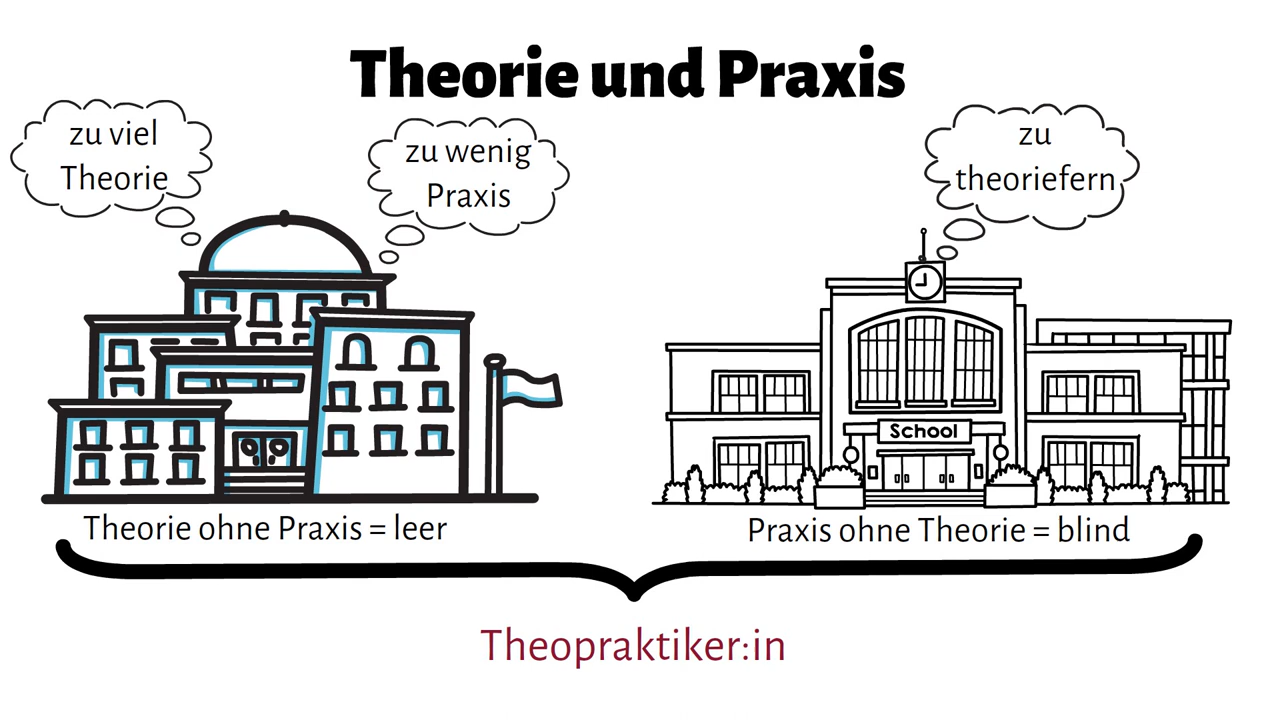 Theorie und Praxis
zu viel
Theorie
zu wenig
Praxis
zu
theoriefern
School
Theorie ohne Praxis = leer
Praxis ohne Theorie = blind
Theopraktiker:in